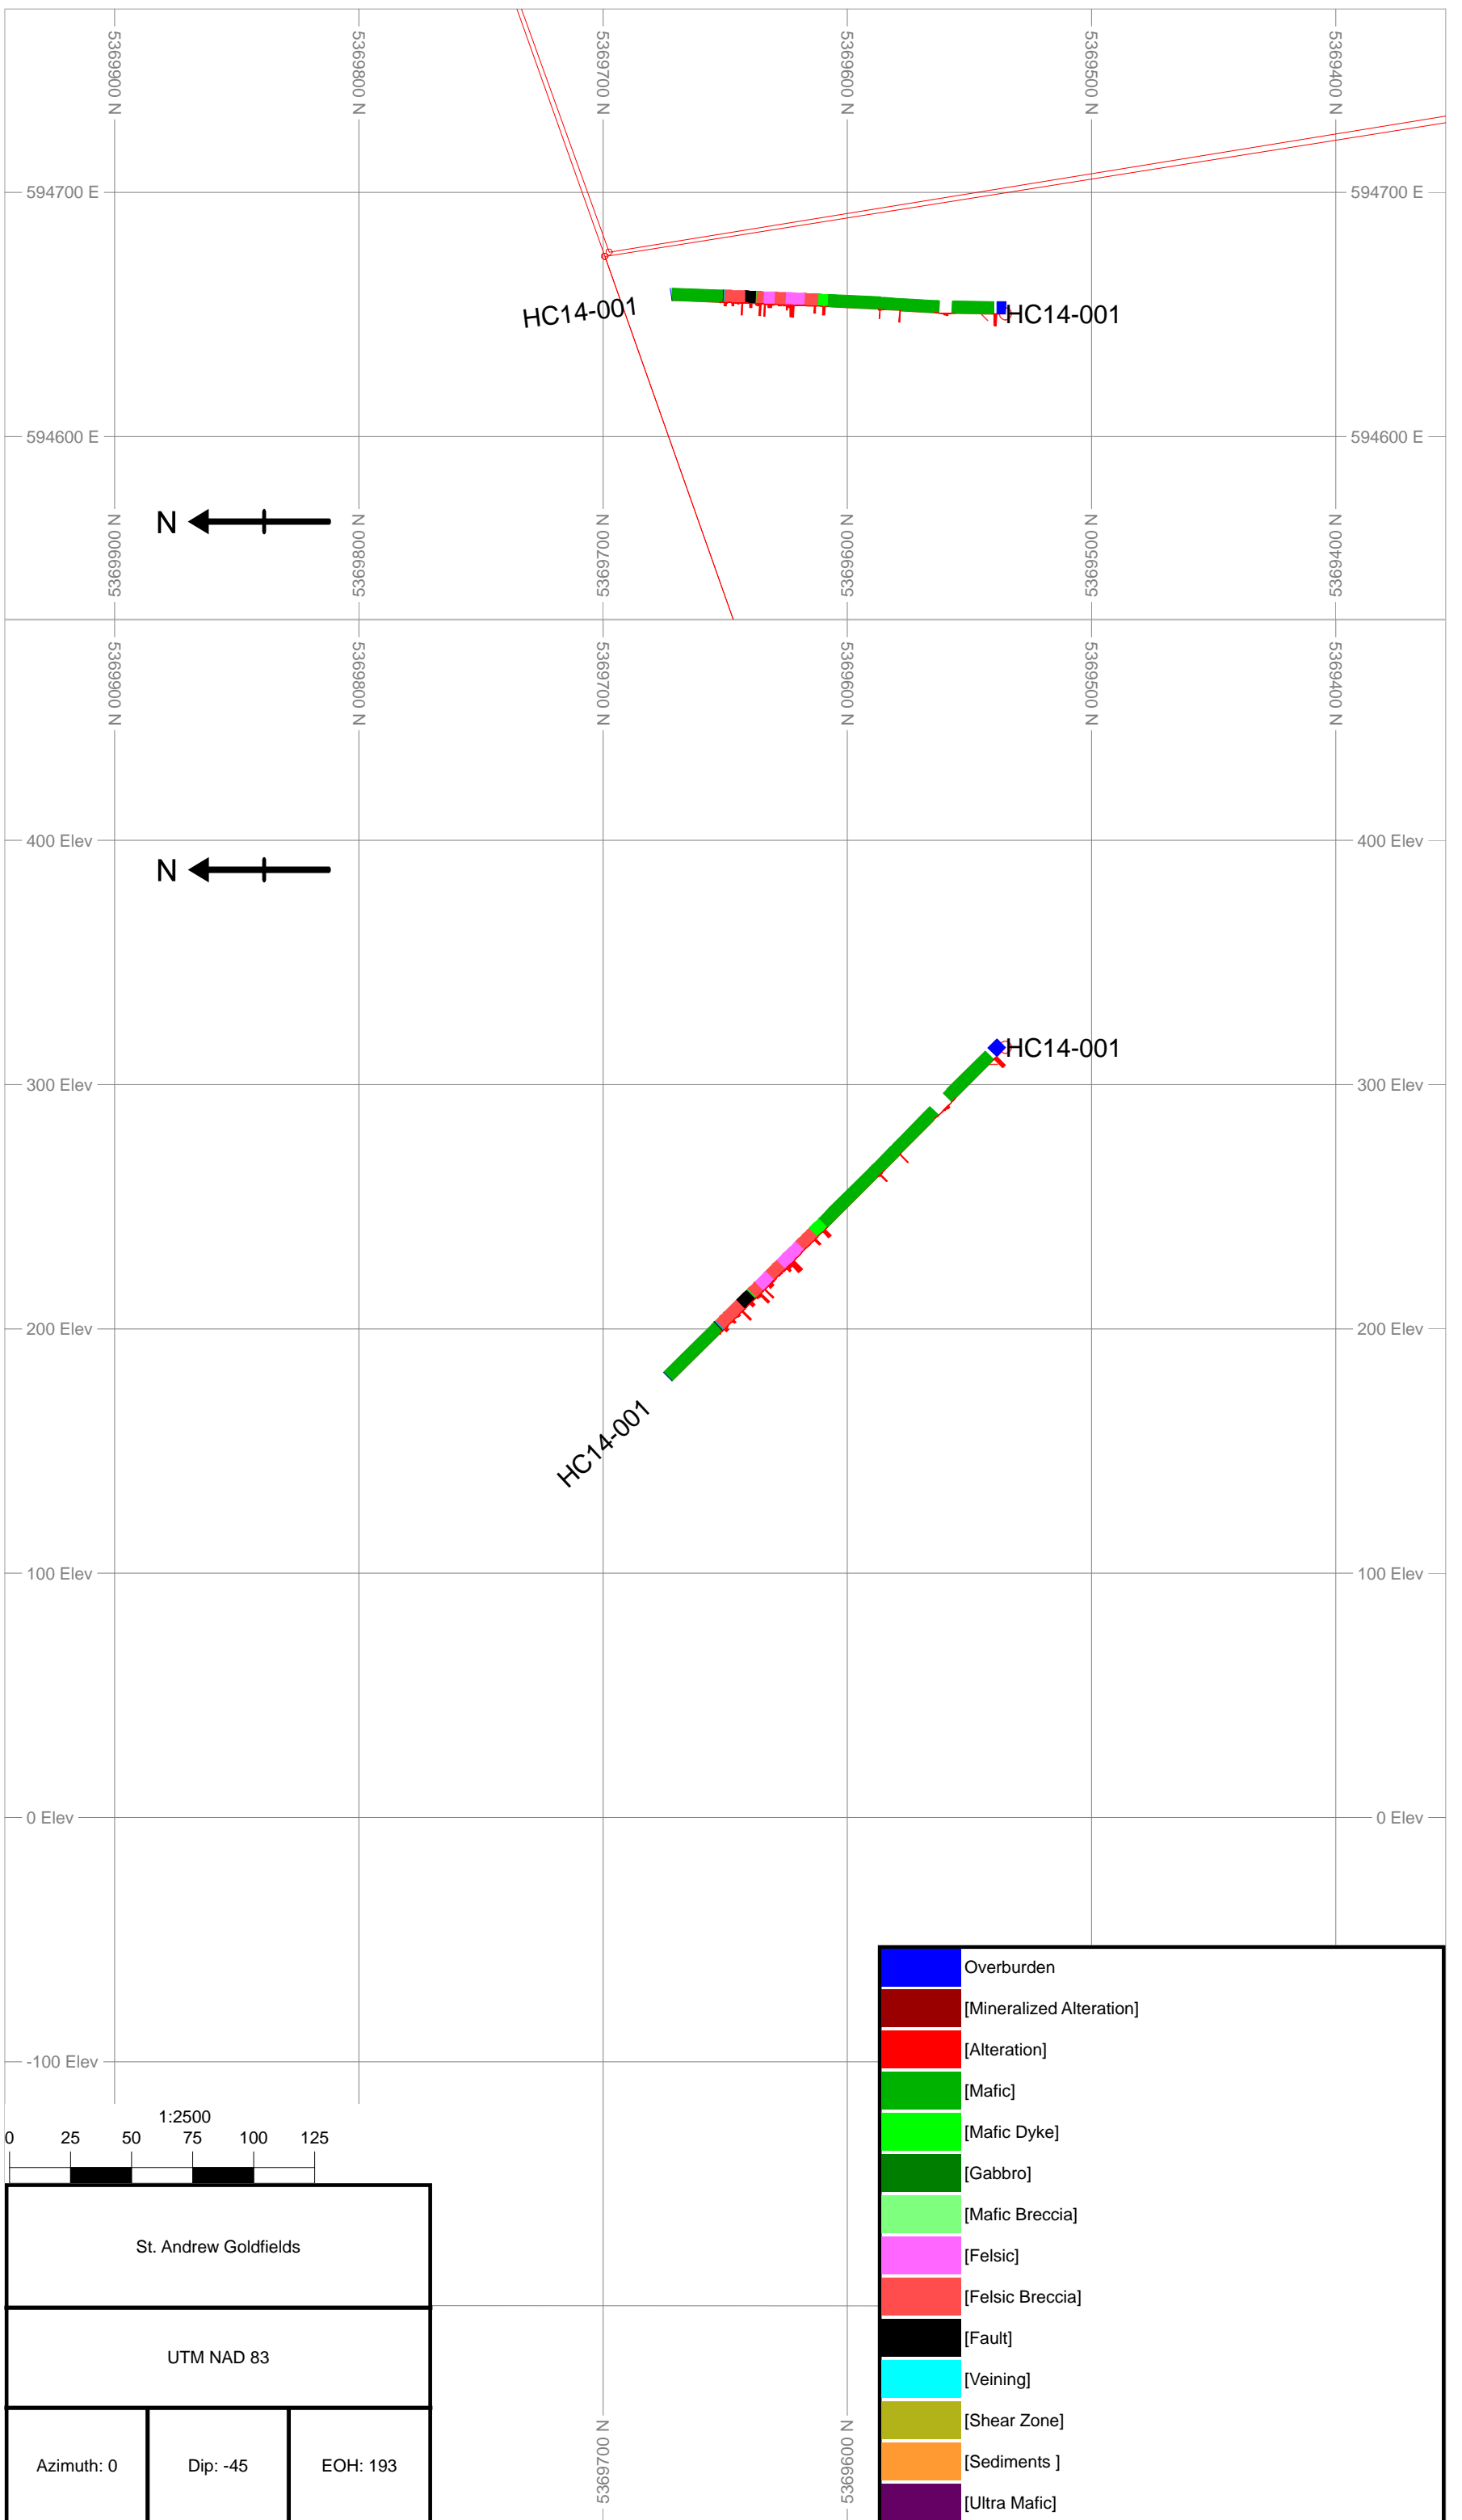 5369900 N
5369800 N
5369700 N
5369600 N
5369500 N
5369400 N
594700 E
594700 E
HC14-001
HC14-001
594600 E
594600 E
N
5369900 N
5369800 N
5369700 N
5369600 N
5369500 N
5369400 N
5369900 N
5369800 N
5369700 N
5369600 N
5369500 N
5369400 N
400 Elev
400 Elev
N
HC14-001
300 Elev
300 Elev
200 Elev
200 Elev
HC14-001
100 Elev
100 Elev
0 Elev
0 Elev
-100 Elev
1:2500
0 25 50 75 100 125
St. Andrew Goldfields
UTM NAD 83
Azimuth: 0
Dip: -45
EOH: 193
5369700 N
5369600 N
Overburden
[Mineralized Alteration]
[Alteration]
[Mafic]
[Mafic Dyke]
[Gabbro]
[Mafic Breccia]
[Felsic]
[Felsic Breccia]
[Fault]
[Veining]
[Shear Zone]
[Sediments ]
[Ultra Mafic]